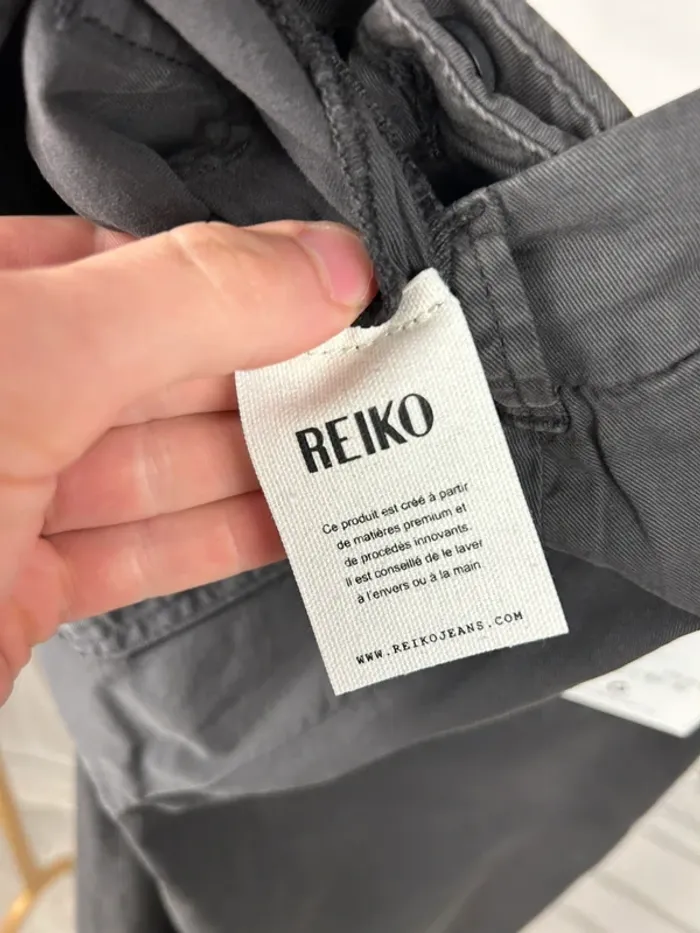 REIKO
Ce produit est créé à partir
de matières premium et
de procédés innovants.
Il est conseillé de le laver
à l'envers ou à la main
WWW.REIKOJEANS.COM